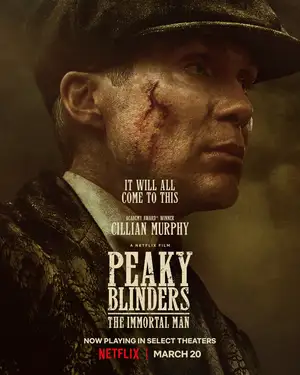 IT WILL ALL
COME TO THIS
ACADEMY AWARD® WINNER
CILLIAN MURPHY
A NETFLIX FILM
PEAKY
BLINDERS
THE IMMORTAL MAN
NOW PLAYING IN SELECT THEATERS
NETFLIX | MARCH 20